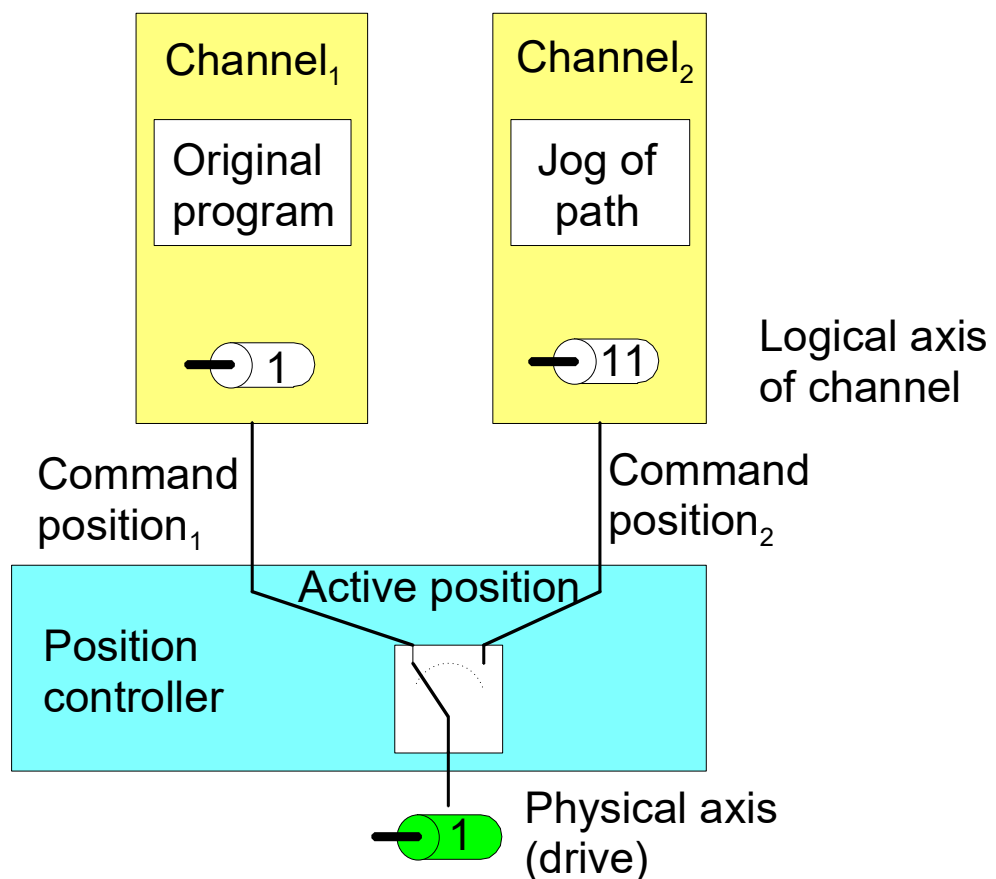 Channel₁
Original
program
1
Channel₂
Jog of
path
11
Logical axis
of channel
Command
position₁
Command
position₂
Active position
Position
controller
1
Physical axis
(drive)